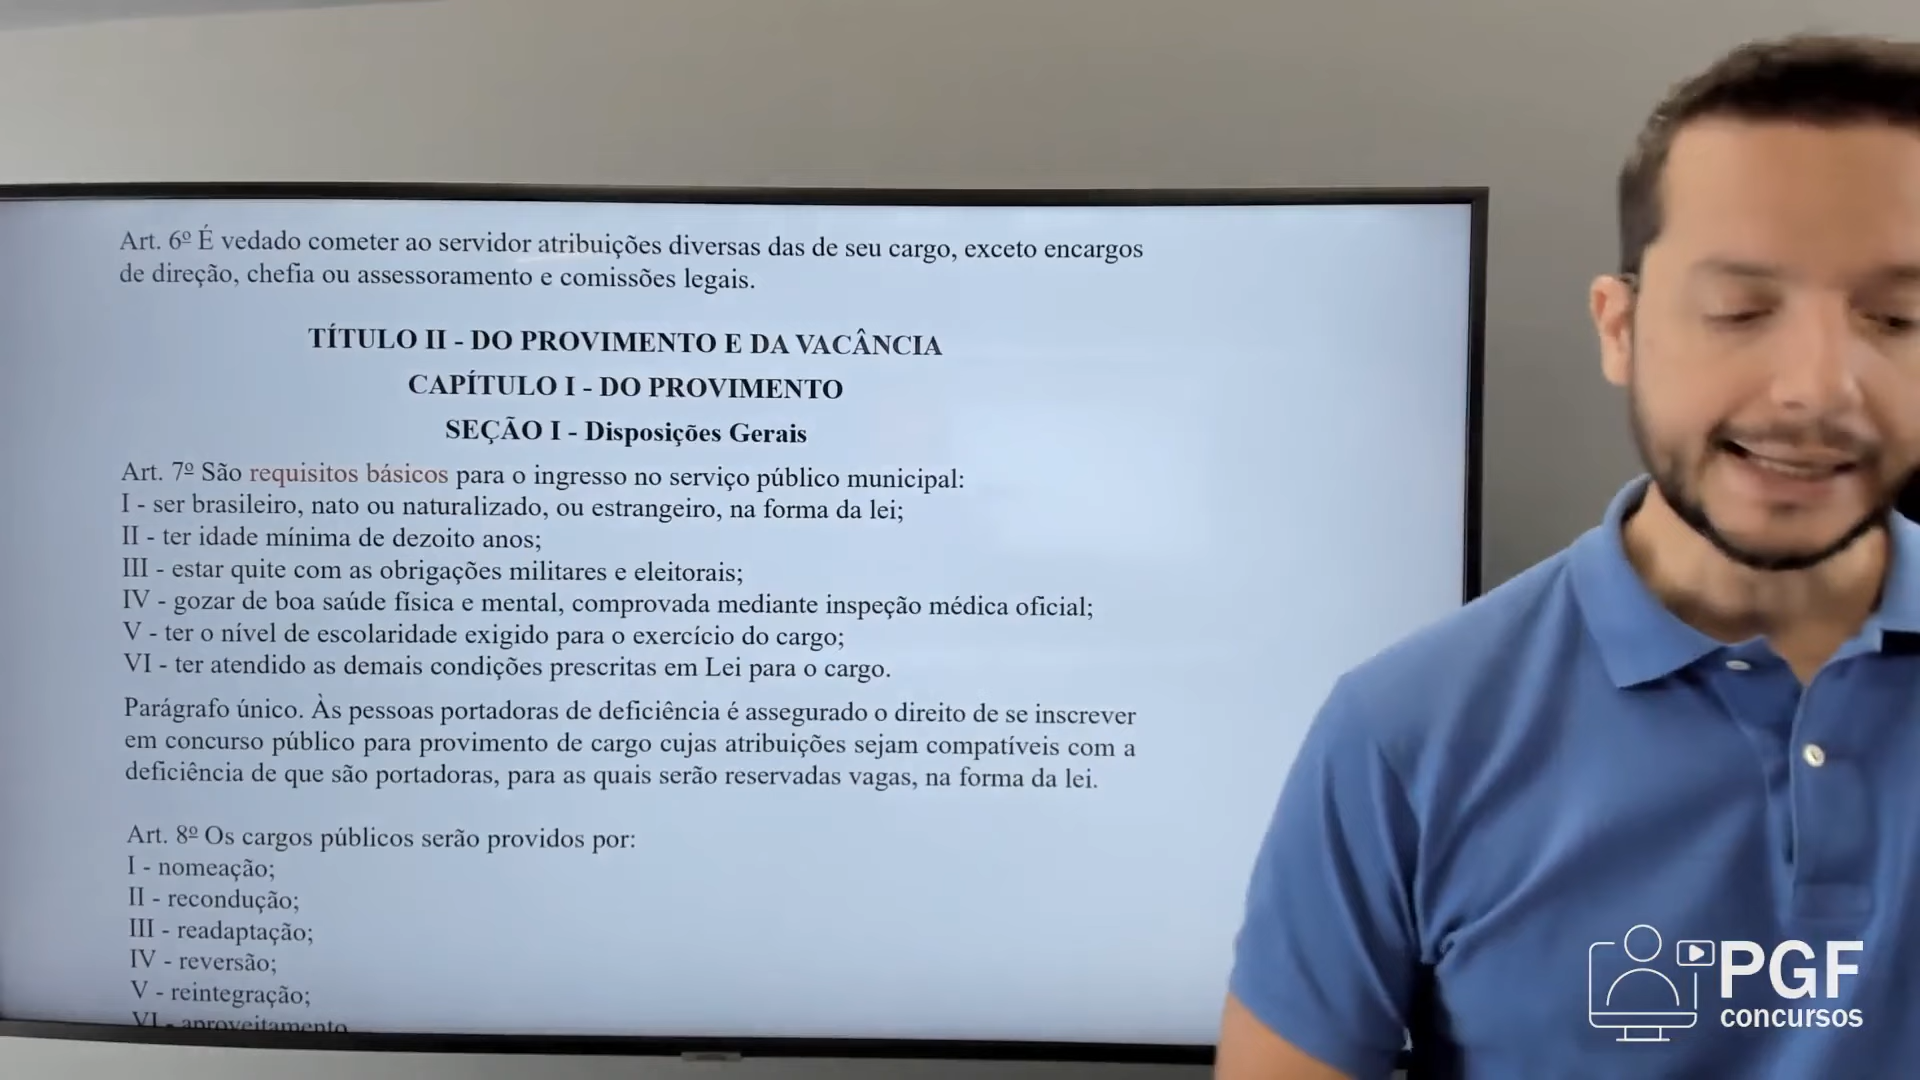 Art. 6º É vedado cometer ao servidor atribuições diversas das de seu cargo, exceto encargos
de direção, chefia ou assessoramento e comissões legais.
TÍTULO II - DO PROVIMENTO E DA VACÂNCIA
CAPÍTULO I - DO PROVIMENTO
SEÇÃO I - Disposições Gerais
Art. 7º São requisitos básicos para o ingresso no serviço público municipal:
I - ser brasileiro, nato ou naturalizado, ou estrangeiro, na forma da lei;
II - ter idade mínima de dezoito anos;
III - estar quite com as obrigações militares e eleitorais;
IV - gozar de boa saúde física e mental, comprovada mediante inspeção médica oficial;
V - ter o nível de escolaridade exigido para o exercício do cargo;
VI - ter atendido as demais condições prescritas em Lei para o cargo.
Parágrafo único. Às pessoas portadoras de deficiência é assegurado o direito de se inscrever
em concurso público para provimento de cargo cujas atribuições sejam compatíveis com a
deficiência de que são portadoras, para as quais serão reservadas vagas, na forma da lei.
Art. 8º Os cargos públicos serão providos por:
I - nomeação;
II - recondução;
III - readaptação;
IV - reversão;
V - reintegração;
VI - aproveitamento
PGF
concursos